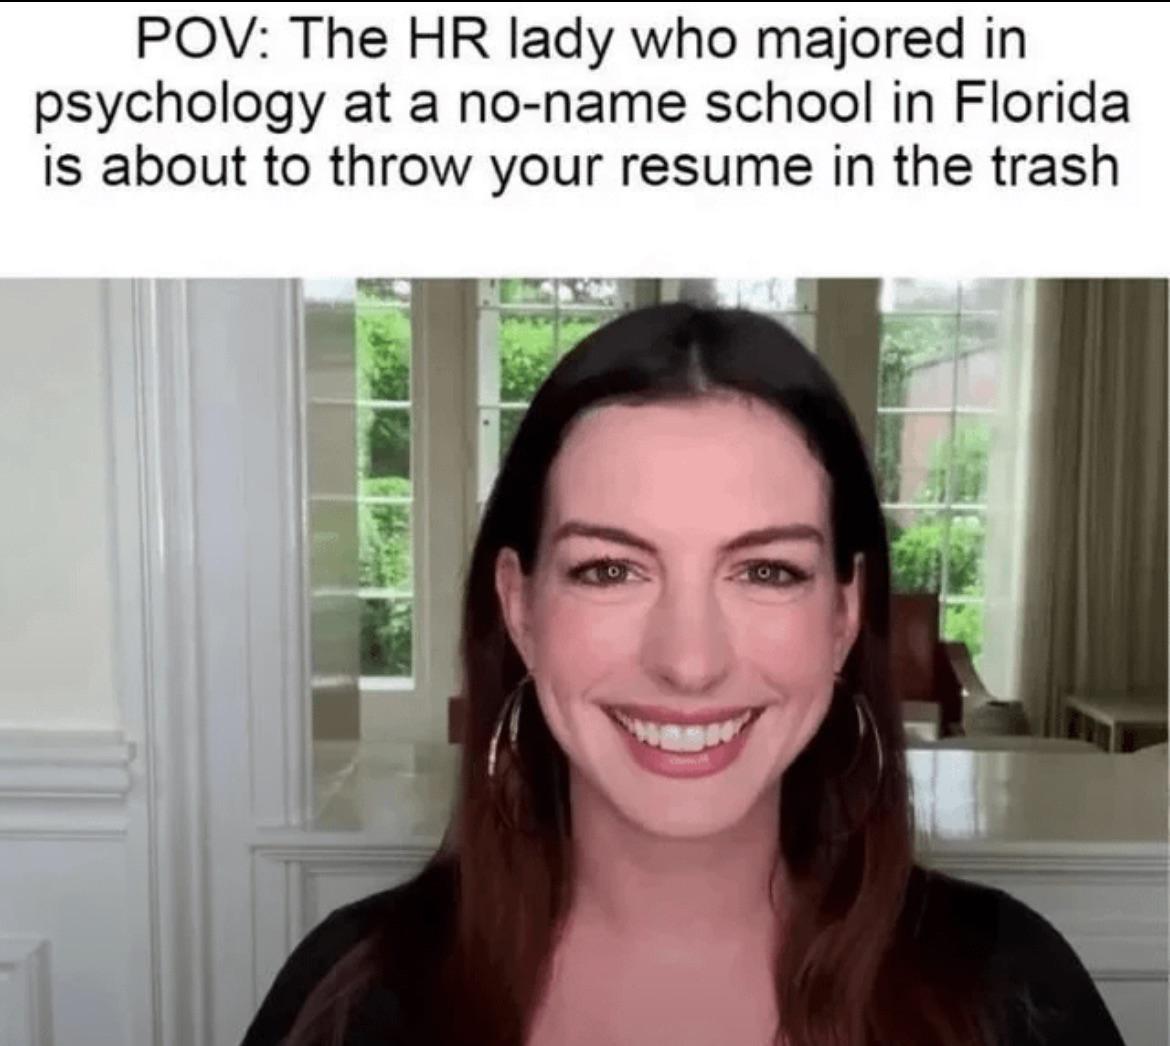 POV: The HR lady who majored in
psychology at a no-name school in Florida
is about to throw your resume in the trash